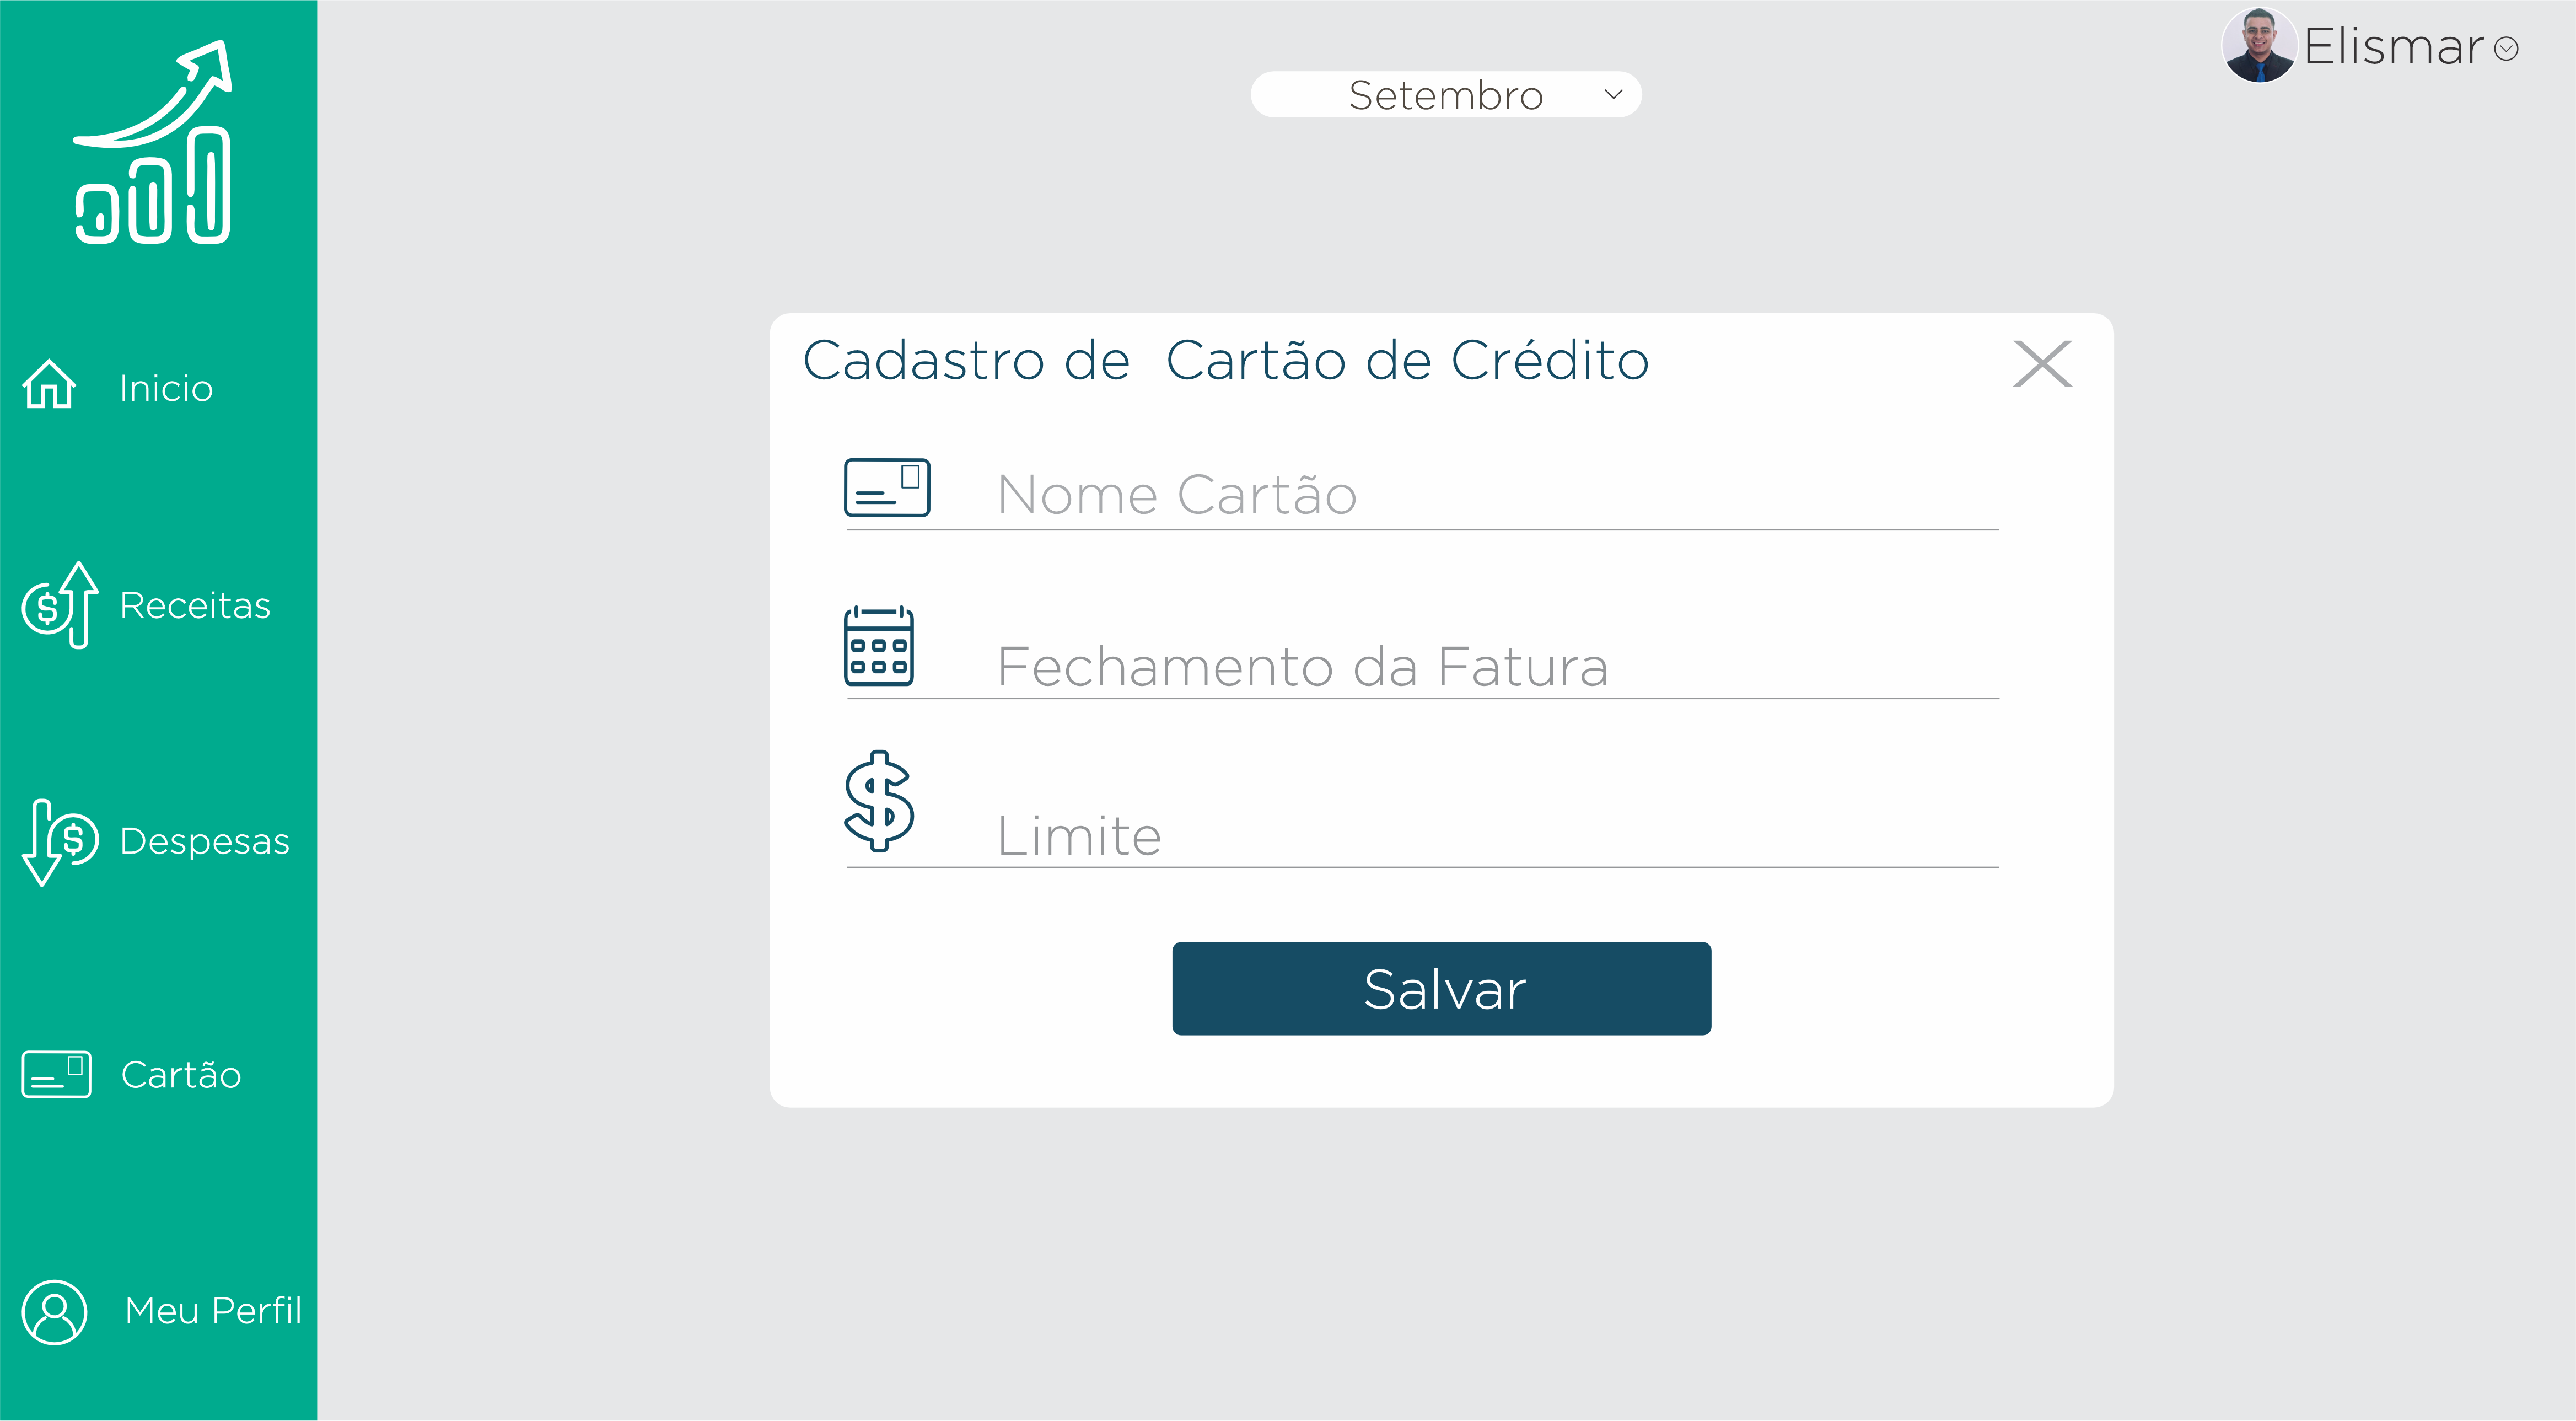 Elismar
Setembro
Cadastro de  Cartão de Crédito
Nome Cartão
Fechamento da Fatura
Limite
Salvar
Inicio
Receitas
Despesas
Cartão
Meu Perfil